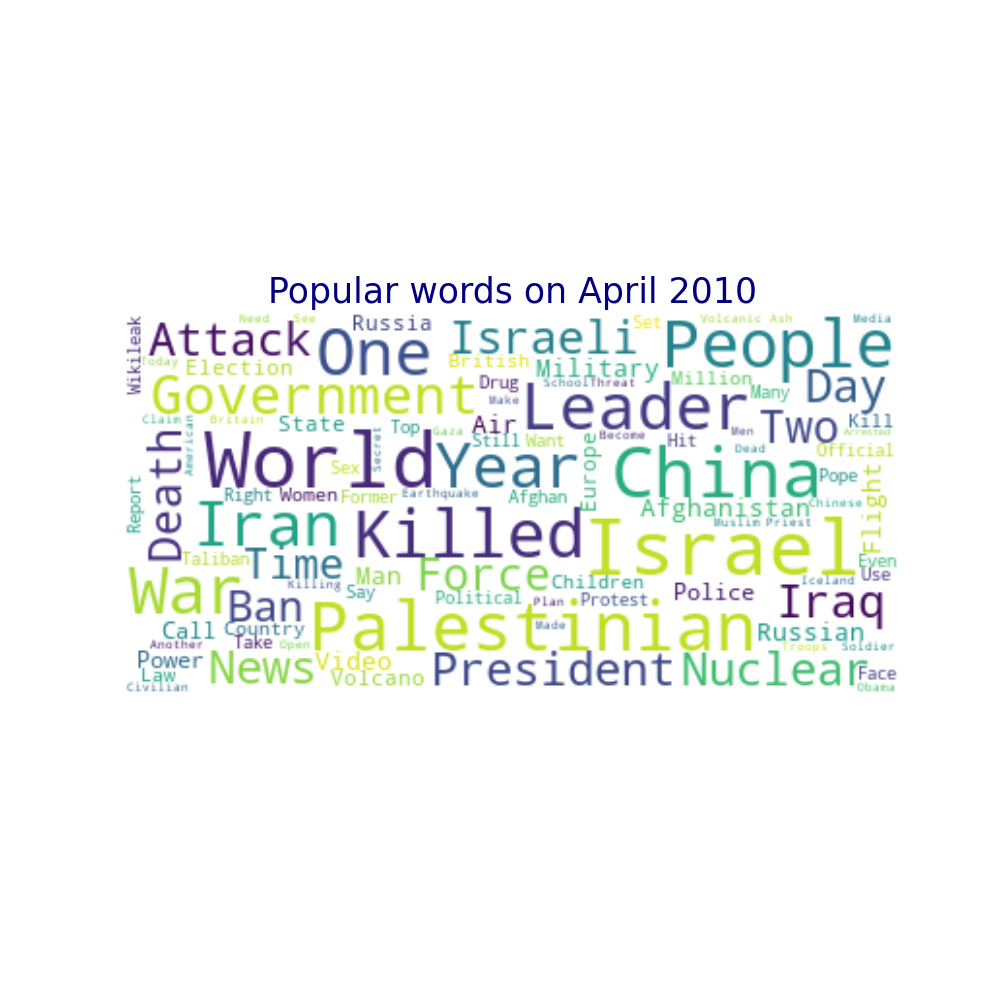 Popular words on April 2010
Wikileak
Need
See
Russia
Set
Volcanic Ash
Media
Attack
One
Israeli
People
Today
Election
British
Military
Million
Day
Government
Drug
School
Threat
Many
Make
Leader
Two
Kill
Claim
Britain
State
Top
Gaza
Air
Men
Arrested
American
Secret
Still
Want
Become
Hit
Dead
Official
Death
World
Year
Sex
Europe
China
Pope
Flight
Report
Right
Women
Former
Earthquake
Afghan
Afghanistan
Chinese
Iran
Killed
Muslim
Priest
Israel
Taliban
Time
Even
War
Killing
Man
Force
Children
Iceland
Use
Say
Ban
Political
Plan
Protest
Police
Iraq
Call
Country
Palestinian
Made
Russian
Another
Take
Open
Troops
Soldier
Power
News
Video
President
Nuclear
Law
Volcano
Face
Civilian
Obama